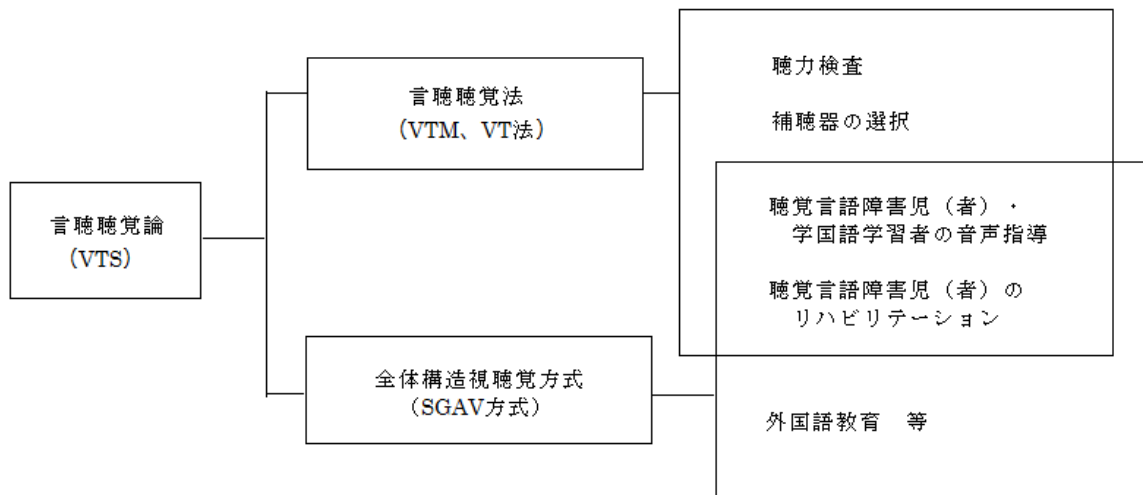 言聴聴覚論
(VTS)
言聴聴覚法
（VTM、VT法）
全体構造視聴覚方式
（SGAV方式）
聴力検査
補聴器の選択
聴覚言語障害児（者）・
学国語学習者の音声指導
聴覚言語障害児（者）の
リハビリテーション
外国語教育　等